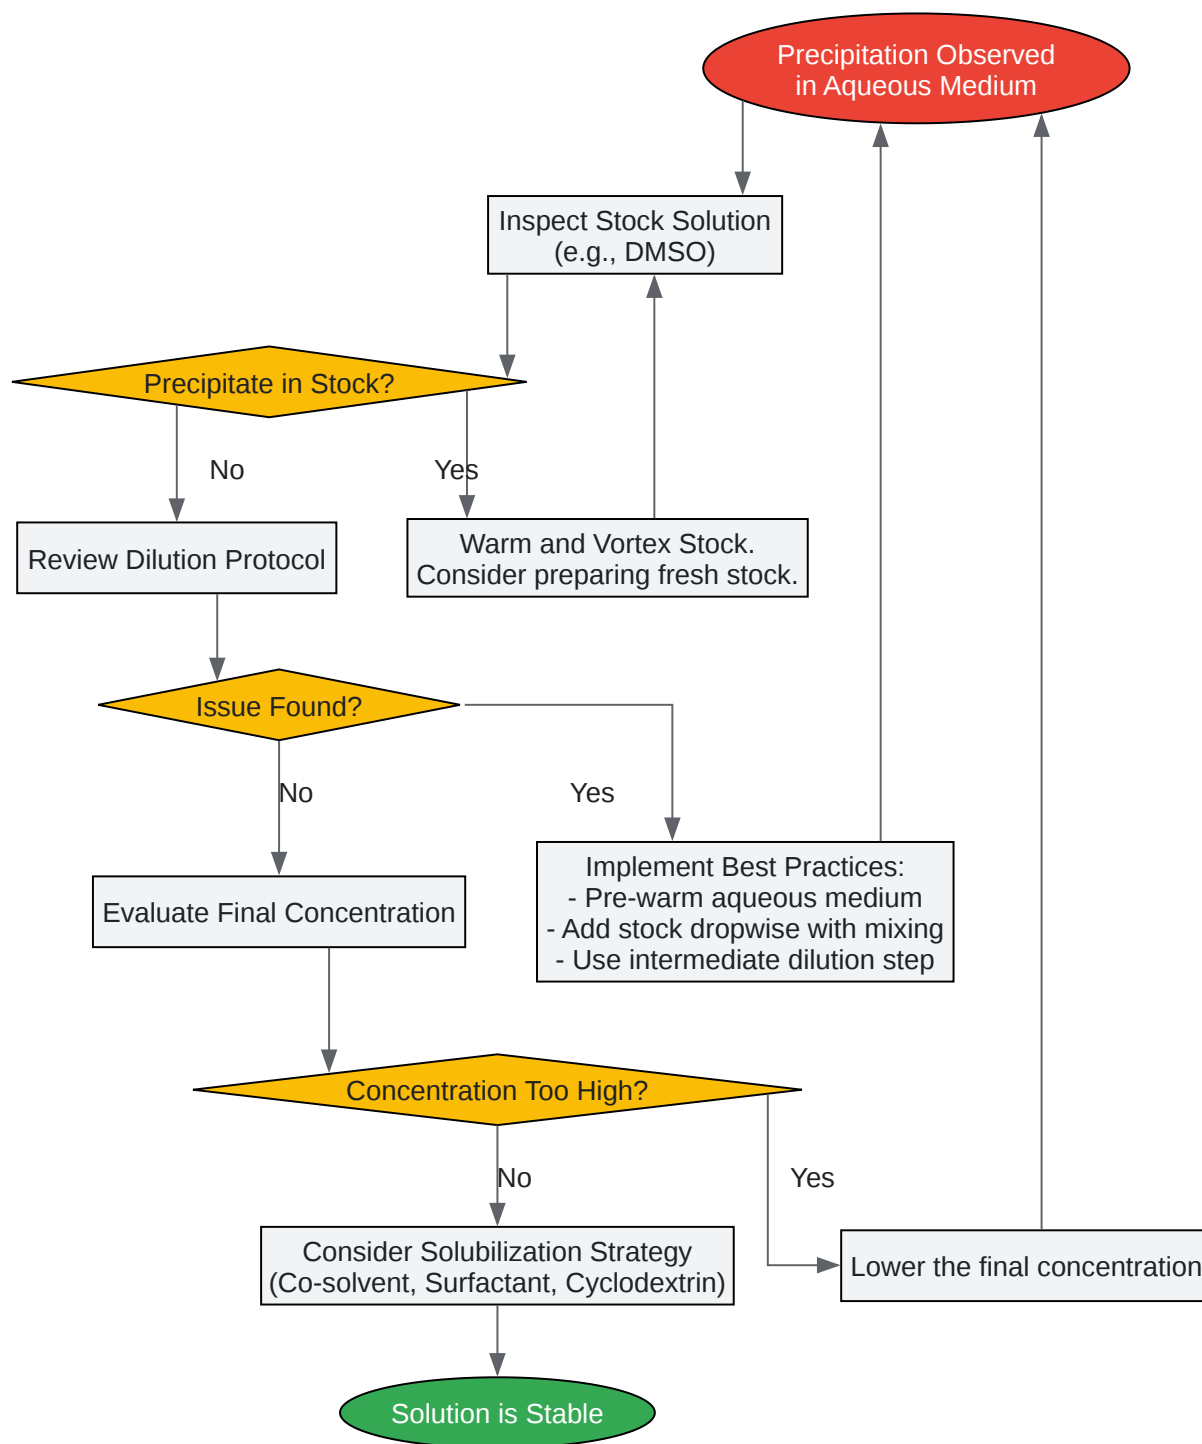 Precipitation Observed
in Aqueous Medium
Inspect Stock Solution
(e.g., DMSO)
Precipitate in Stock?
No
Yes
Review Dilution Protocol
Warm and Vortex Stock.
Consider preparing fresh stock.
Issue Found?
No
Yes
Implement Best Practices:
- Pre-warm aqueous medium
- Add stock dropwise with mixing
- Use intermediate dilution step
Evaluate Final Concentration
Concentration Too High?
No
Yes
Consider Solubilization Strategy
(Co-solvent, Surfactant, Cyclodextrin)
Lower the final concentration
Solution is Stable